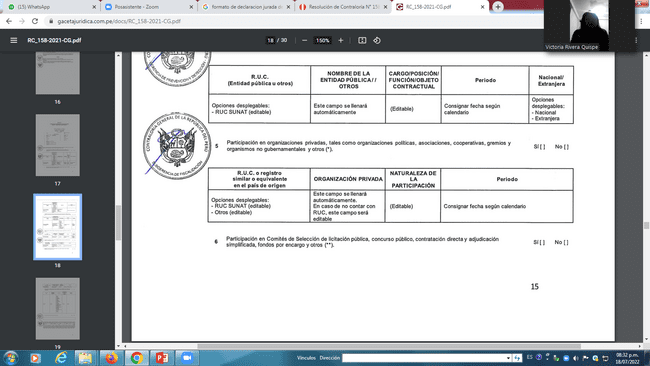 (15) WhatsApp
Posasistente - Zoom
formato de declaracion jurada d
Resolución de Contraloría N° 15
RC_158-2021-CG.pdf
gacetajuridica.com.pe/docs/RC_158-2021-CG.pdf
RC_158-2021-CG.pdf
18 / 30
150%
Victoria Rivera Quispe
16
17
18
19
R.U.C.
(Entidad pública u otros)
NOMBRE DE LA
ENTIDAD PÚBLICA / /
OTROS
CARGO/POSICIÓN/
FUNCIÓN/OBJETO
CONTRACTUAL
Periodo
Nacional/
Extranjera
Opciones desplegables:
- RUC SUNAT (editable)
Este campo se llenará
automáticamente
(Editable)
Consignar fecha según
calendario
Opciones
desplegables:
- Nacional
- Extranjera
5 Participación en organizaciones privadas, tales como organizaciones políticas, asociaciones, cooperativas, gremios y
organismos no gubernamentales y otros (*).
SÍ [ ] No [ ]
R.U.C. o registro
similar o equivalente
en el país de origen
ORGANIZACIÓN PRIVADA
NATURALEZA DE
LA
PARTICIPACIÓN
Periodo
Opciones desplegables:
- RUC SUNAT (editable)
- Otros (editable)
Este campo se llenará
automáticamente.
En caso de no contar con
RUC, este campo será
editable
(Editable)
Consignar fecha según calendario
6 Participación en Comités de Selección de licitación pública, concurso público, contratación directa y adjudicación
simplificada, fondos por encargo y otros (**).
SÍ [ ] No [ ]
15
Vínculos Dirección
ES
08:32 p.m.
18/07/2022